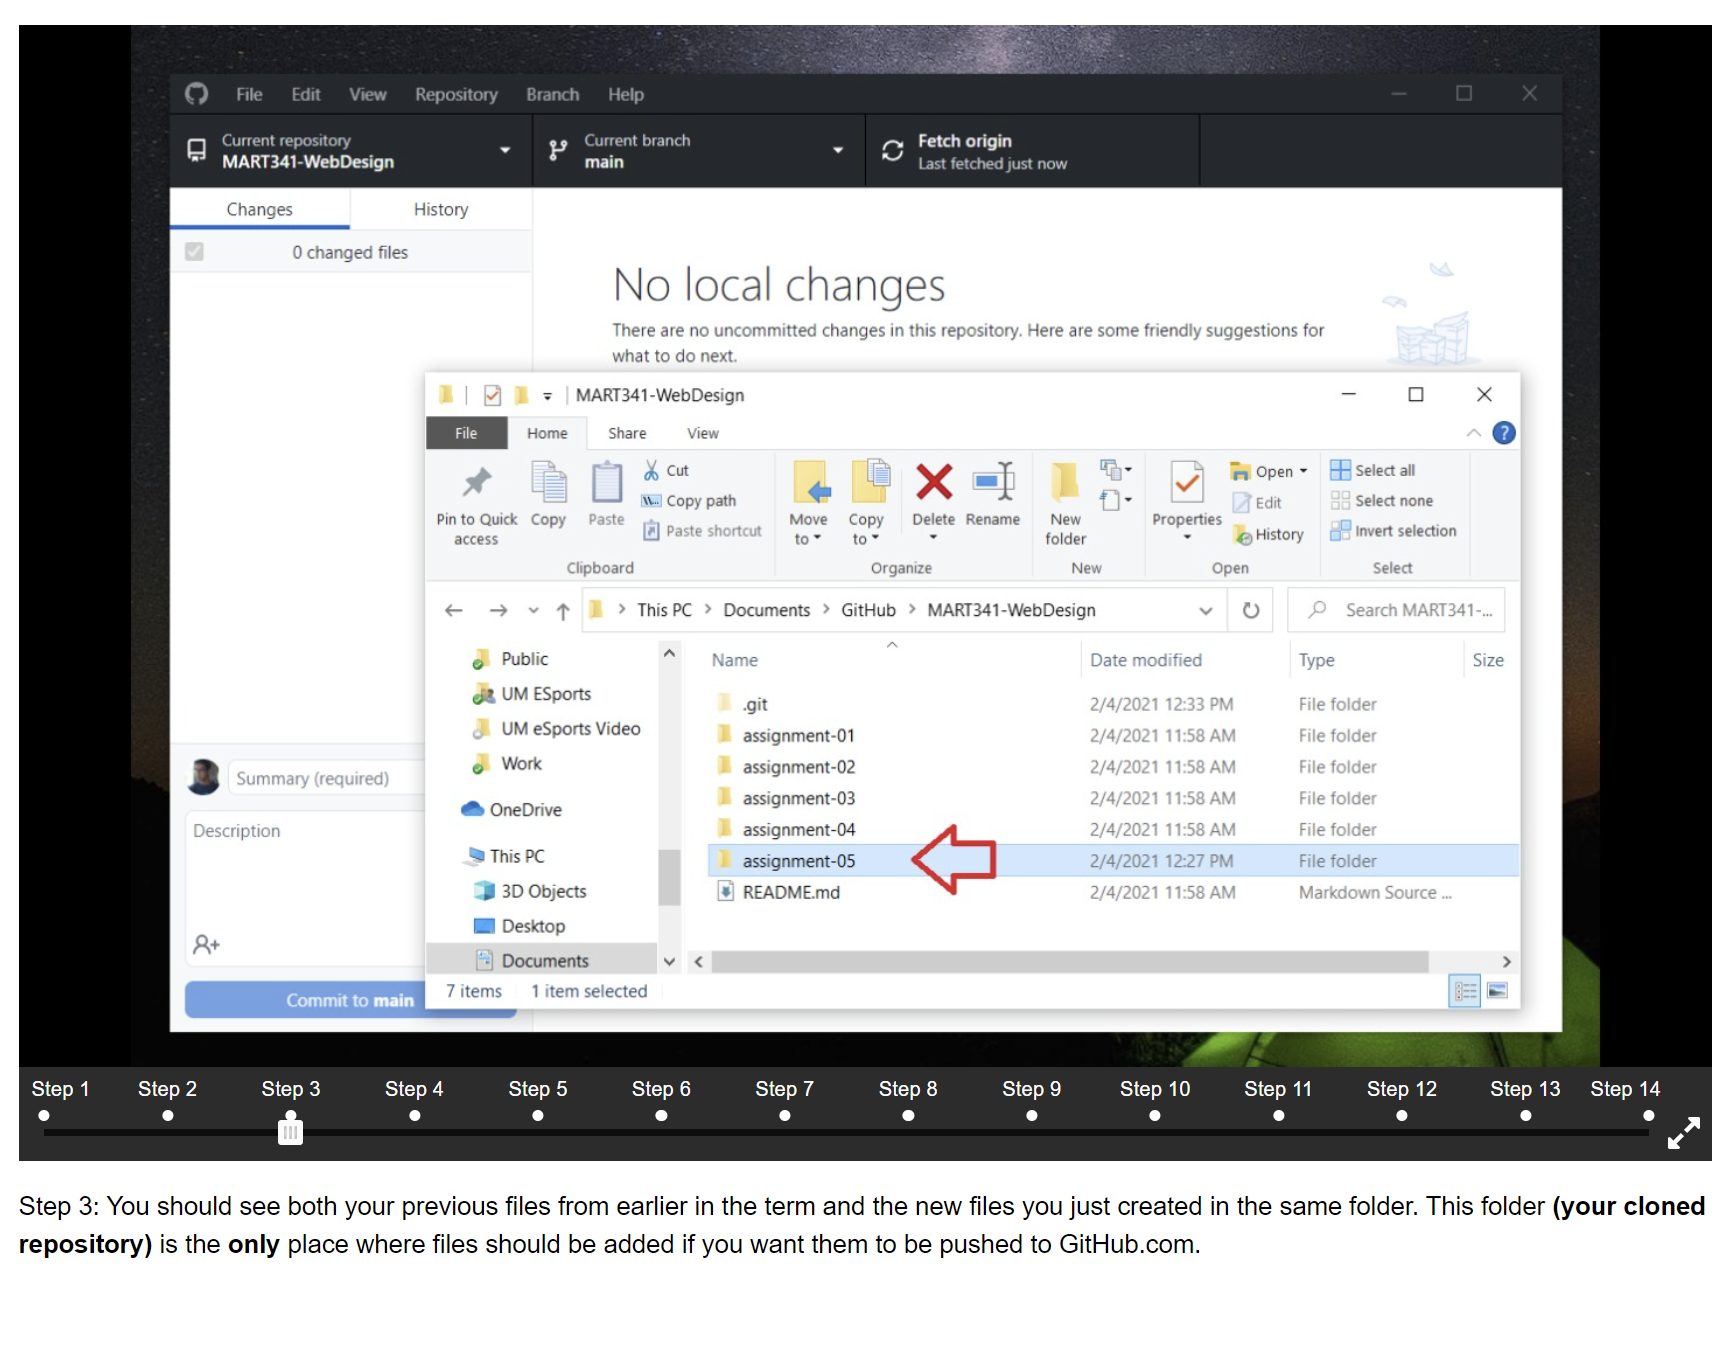 File Edit View Repository Branch Help
Current repository
MART341-WebDesign
Current branch
main
Fetch origin
Last fetched just now
Changes
History
0 changed files
No local changes
There are no uncommitted changes in this repository. Here are some friendly suggestions for
what to do next.
Summary (required)
Description
Commit to main
MART341-WebDesign
File Home Share View
Pin to Quick
access
Copy
Paste
Cut
Copy path
Paste shortcut
Clipboard
Move
to
Copy
to
Delete
Rename
Organize
New
folder
New
Properties
Open
Edit
History
Open
Select all
Select none
Invert selection
Select
This PC > Documents > GitHub > MART341-WebDesign
Search MART341-...
Public
UM ESports
UM eSports Video
Work
OneDrive
This PC
3D Objects
Desktop
Documents
Name Date modified Type Size
.git 2/4/2021 12:33 PM File folder
assignment-01 2/4/2021 11:58 AM File folder
assignment-02 2/4/2021 11:58 AM File folder
assignment-03 2/4/2021 11:58 AM File folder
assignment-04 2/4/2021 11:58 AM File folder
assignment-05 2/4/2021 12:27 PM File folder
README.md 2/4/2021 11:58 AM Markdown Source ...
7 items 1 item selected
Step 1 Step 2 Step 3 Step 4 Step 5 Step 6 Step 7 Step 8 Step 9 Step 10 Step 11 Step 12 Step 13 Step 14
Step 3: You should see both your previous files from earlier in the term and the new files you just created in the same folder. This folder (your cloned
repository) is the only place where files should be added if you want them to be pushed to GitHub.com.